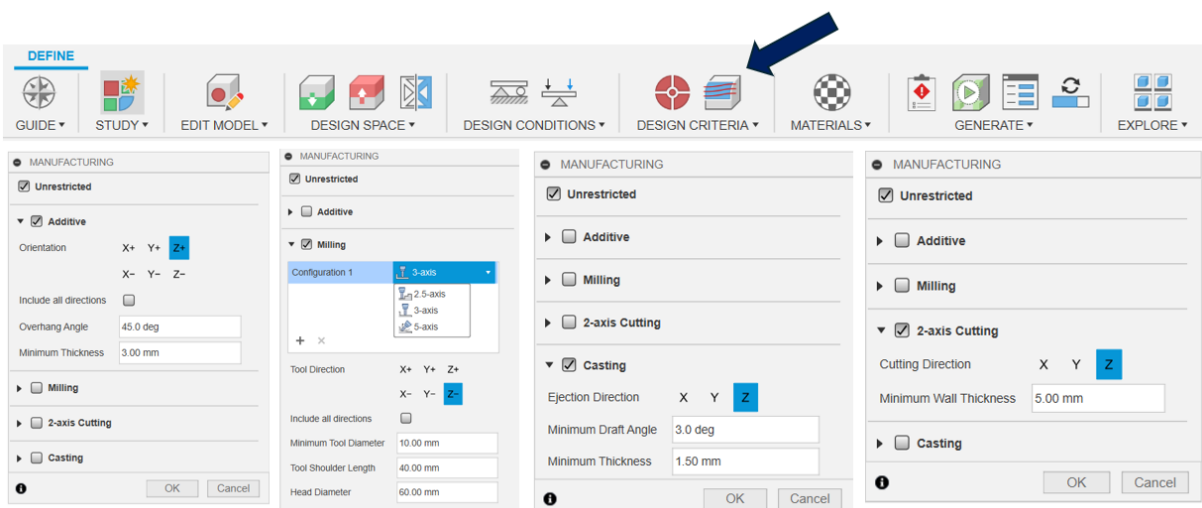 DEFINE
GUIDE▾ STUDY▾ EDIT MODEL▾ DESIGN SPACE▾ DESIGN CONDITIONS▾ DESIGN CRITERIA▾ MATERIALS▾ GENERATE▾ EXPLORE▾
MANUFACTURING
Unrestricted
Additive
Orientation X+ Y+ Z+
X− Y− Z−
Include all directions
Overhang Angle 45.0 deg
Minimum Thickness 3.00 mm
Milling
2-axis Cutting
Casting
OK Cancel
MANUFACTURING
Unrestricted
Additive
Milling
Configuration 1 3-axis
2.5-axis
3-axis
5-axis
Tool Direction X+ Y+ Z+
X− Y− Z−
Include all directions
Minimum Tool Diameter 10.00 mm
Tool Shoulder Length 40.00 mm
Head Diameter 60.00 mm
MANUFACTURING
Unrestricted
Additive
Milling
2-axis Cutting
Casting
Ejection Direction X Y Z
Minimum Draft Angle 3.0 deg
Minimum Thickness 1.50 mm
OK Cancel
MANUFACTURING
Unrestricted
Additive
Milling
2-axis Cutting
Cutting Direction X Y Z
Minimum Wall Thickness 5.00 mm
Casting
OK Cancel